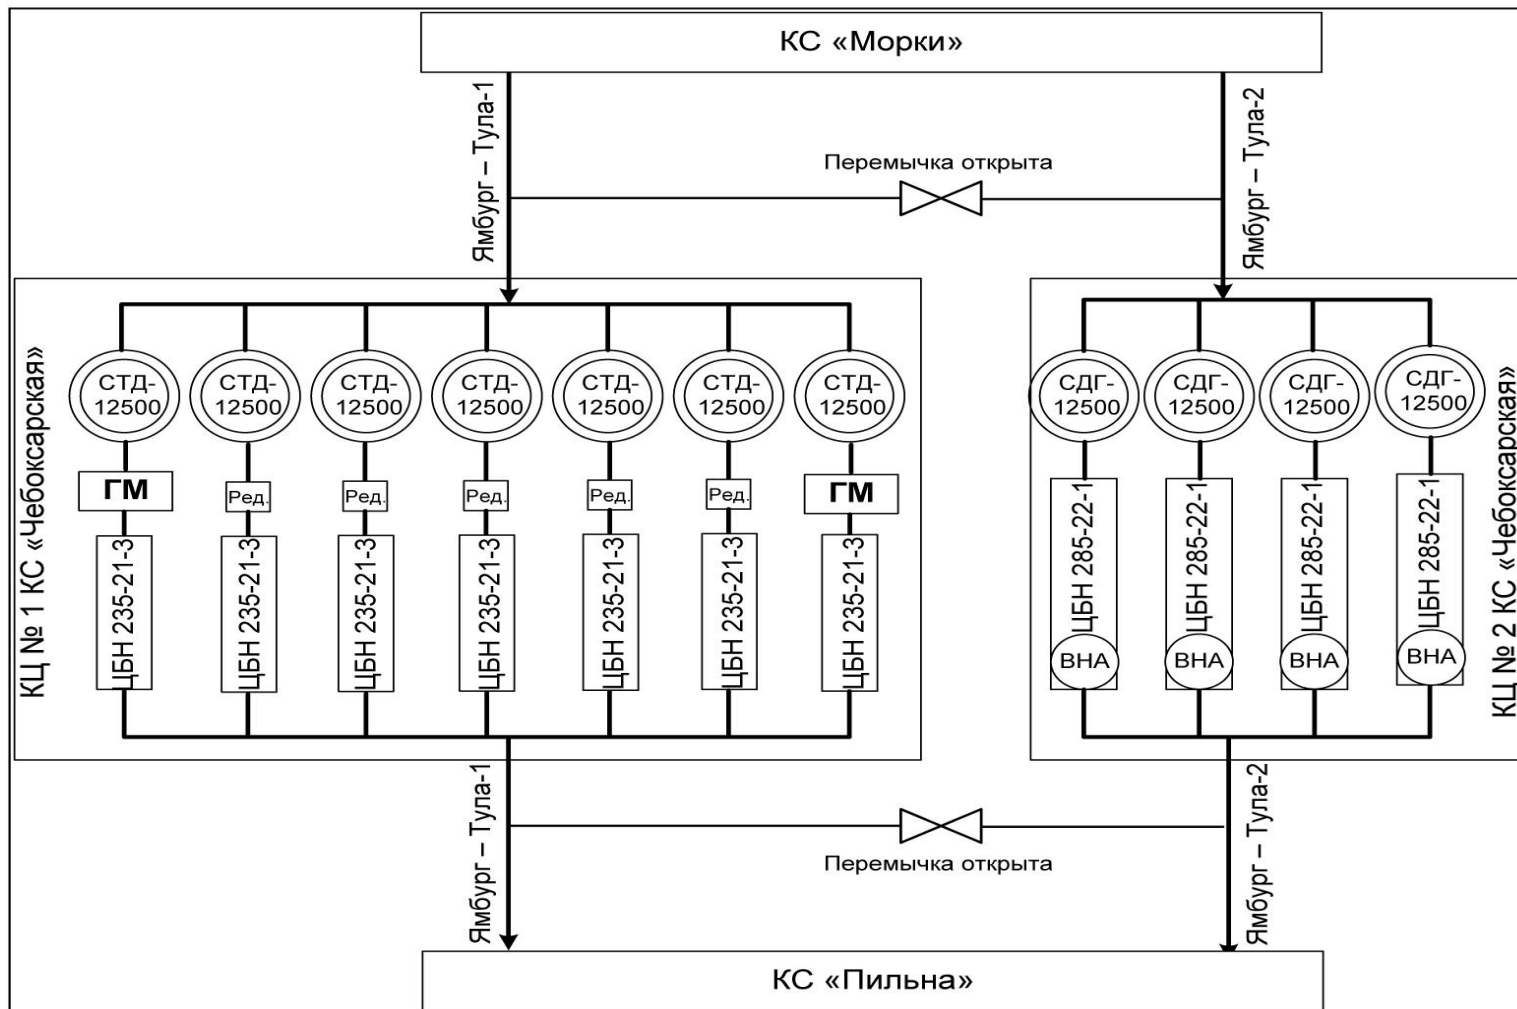 КС «Морки»
Ямбург – Тула-1
Ямбург – Тула-2
Перемычка открыта
КЦ № 1 КС «Чебоксарская»
СТД-
12500
СТД-
12500
СТД-
12500
СТД-
12500
СТД-
12500
СТД-
12500
СТД-
12500
ГМ
Ред.
Ред.
Ред.
Ред.
Ред.
ГМ
ЦБН 235-21-3
ЦБН 235-21-3
ЦБН 235-21-3
ЦБН 235-21-3
ЦБН 235-21-3
ЦБН 235-21-3
ЦБН 235-21-3
СДГ-
12500
СДГ-
12500
СДГ-
12500
СДГ-
12500
ЦБН 285-22-1
ЦБН 285-22-1
ЦБН 285-22-1
ЦБН 285-22-1
ВНА
ВНА
ВНА
ВНА
КЦ № 2 КС «Чебоксарская»
Ямбург – Тула-1
Ямбург – Тула-2
Перемычка открыта
КС «Пильна»